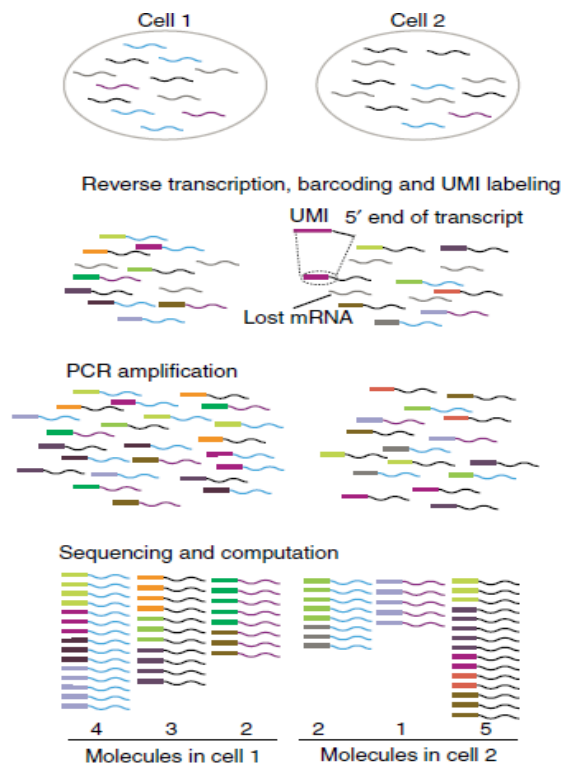 Cell 1 Cell 2
Reverse transcription, barcoding and UMI labeling
UMI 5′ end of transcript
Lost mRNA
PCR amplification
Sequencing and computation
4 3 2 2 1 5
Molecules in cell 1 Molecules in cell 2